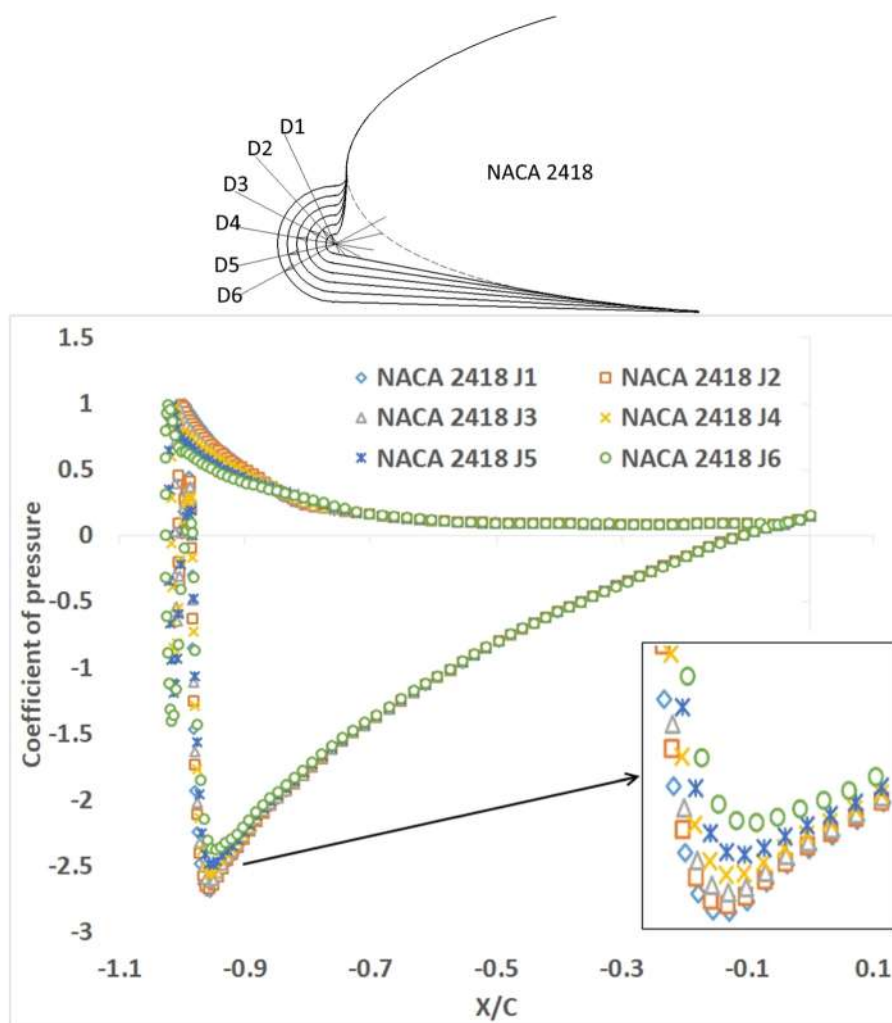 D1
D2
D3
D4
D5
D6
NACA 2418
1.5
1
0.5
0
-0.5
-1
-1.5
-2
-2.5
-3
Coefficient of pressure
NACA 2418 J1
NACA 2418 J2
NACA 2418 J3
NACA 2418 J4
NACA 2418 J5
NACA 2418 J6
-1.1 -0.9 -0.7 -0.5 -0.3 -0.1 0.1
X/C